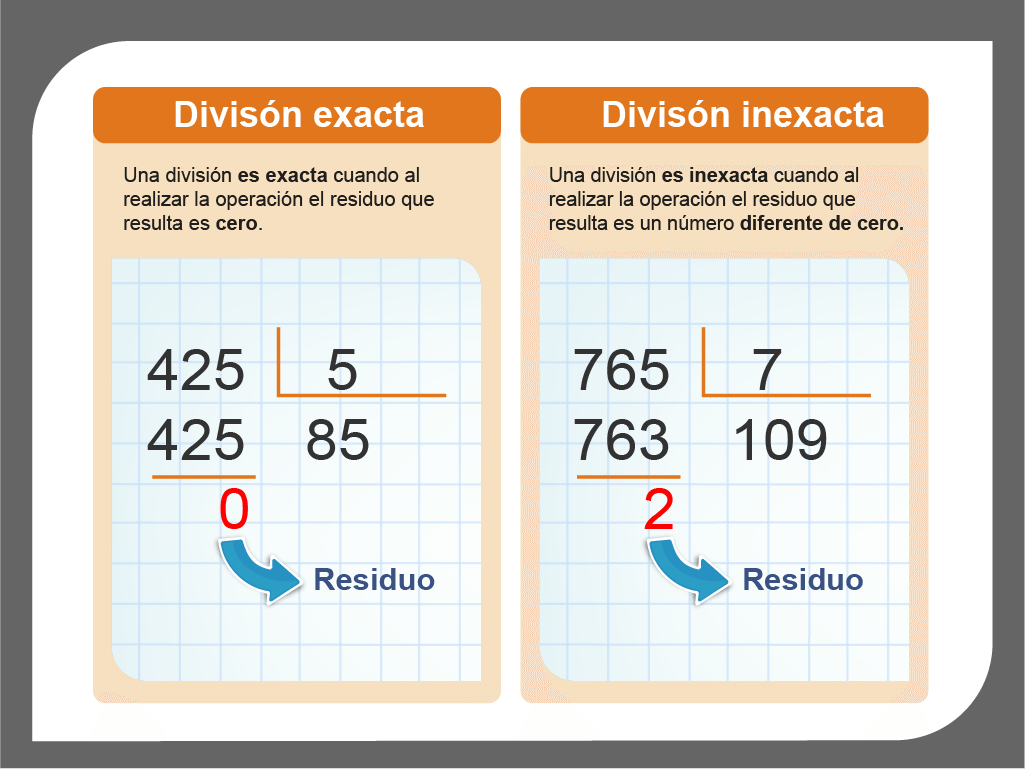 Divisón exacta
Una división es exacta cuando al
realizar la operación el residuo que
resulta es cero.
425 5
425 85
0
Residuo
Divisón inexacta
Una división es inexacta cuando al
realizar la operación el residuo que
resulta es un número diferente de cero.
765 7
763 109
2
Residuo